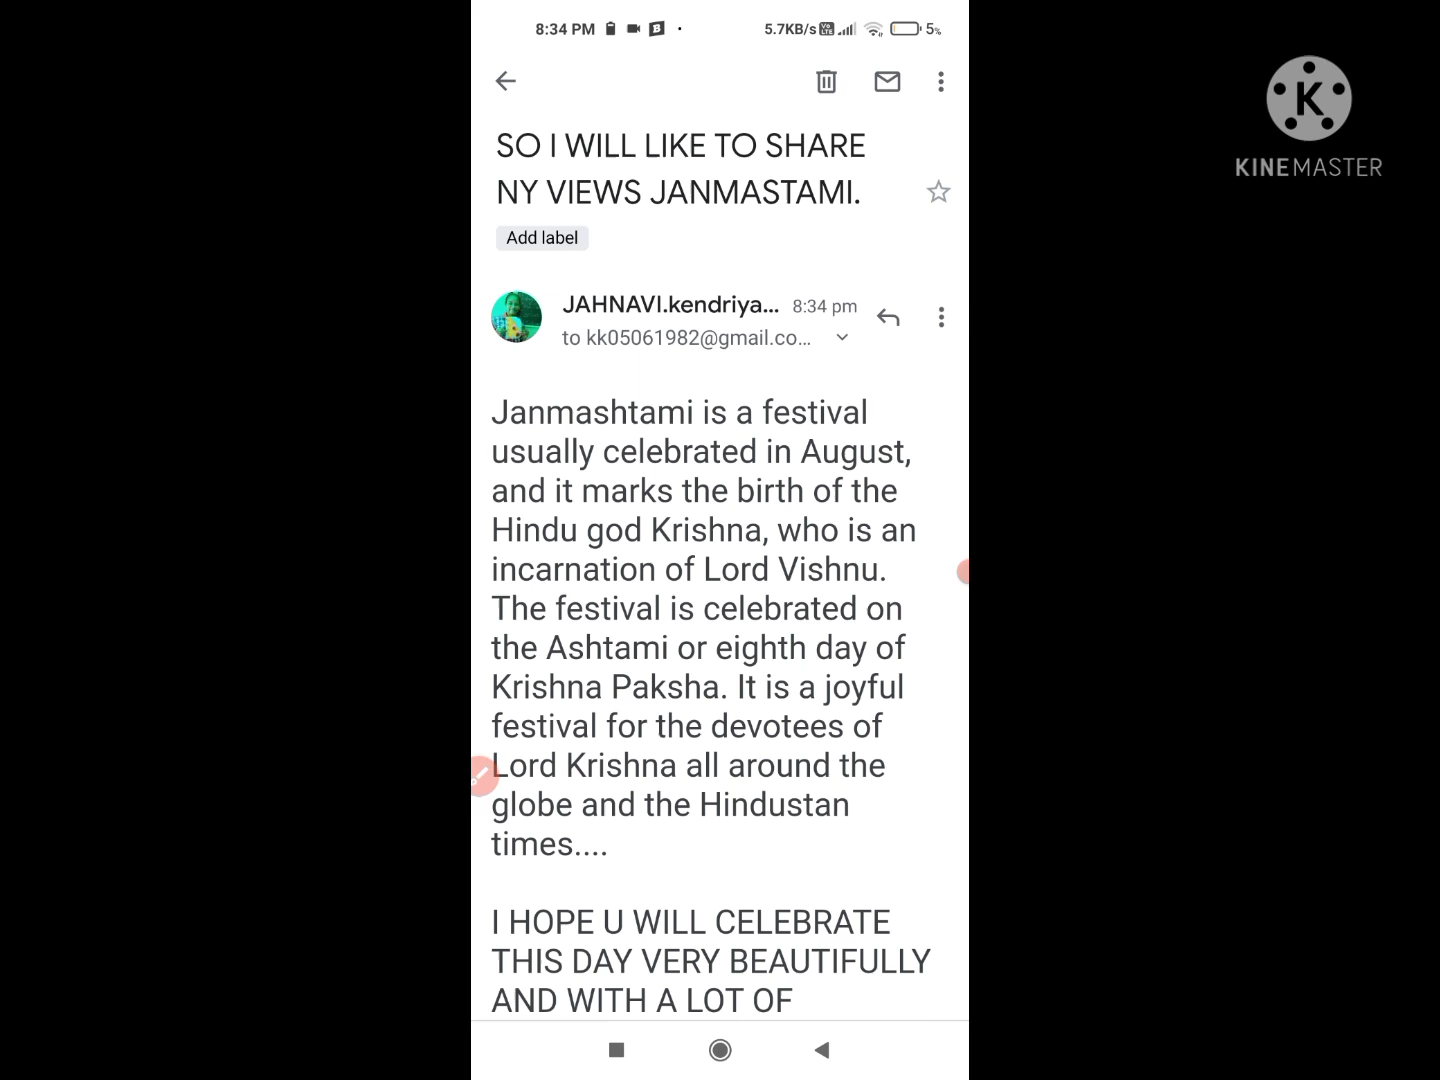 8:34 PM
5.7KB/s
5%
K
KINEMASTER
SO I WILL LIKE TO SHARE
NY VIEWS JANMASTAMI.
Add label
JAHNAVI.kendriya... 8:34 pm
to kk05061982@gmail.co...
Janmashtami is a festival
usually celebrated in August,
and it marks the birth of the
Hindu god Krishna, who is an
incarnation of Lord Vishnu.
The festival is celebrated on
the Ashtami or eighth day of
Krishna Paksha. It is a joyful
festival for the devotees of
Lord Krishna all around the
globe and the Hindustan
times....
I HOPE U WILL CELEBRATE
THIS DAY VERY BEAUTIFULLY
AND WITH A LOT OF